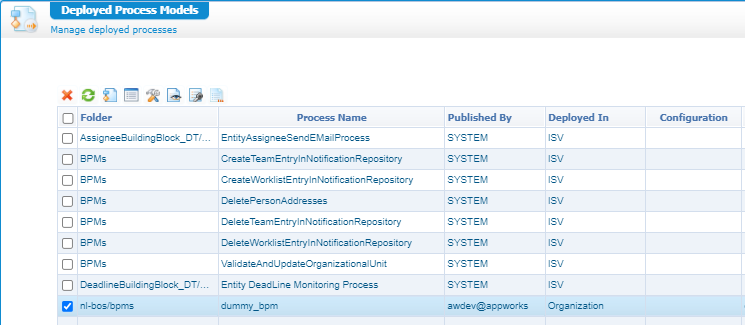 Deployed Process Models
Manage deployed processes
Folder Process Name Published By Deployed In Configuration
AssigneeBuildingBlock_DT/... EntityAssigneeSendEMailProcess SYSTEM ISV
BPMs CreateTeamEntryInNotificationRepository SYSTEM ISV
BPMs CreateWorklistEntryInNotificationRepository SYSTEM ISV
BPMs DeletePersonAddresses SYSTEM ISV
BPMs DeleteTeamEntryInNotificationRepository SYSTEM ISV
BPMs DeleteWorklistEntryInNotificationRepository SYSTEM ISV
BPMs ValidateAndUpdateOrganizationalUnit SYSTEM ISV
DeadlineBuildingBlock_DT/... Entity DeadLine Monitoring Process SYSTEM ISV
nl-bos/bpms dummy_bpm awdev@appworks Organization